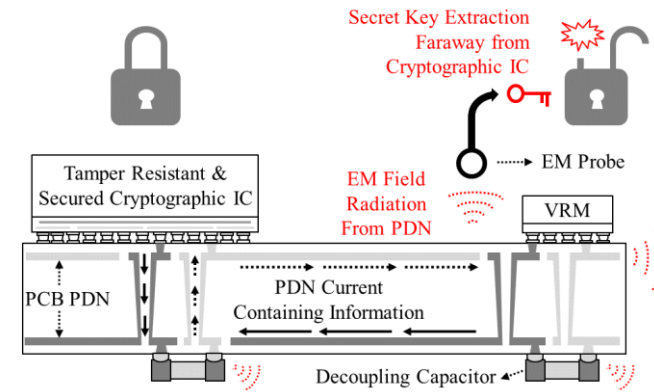 Secret Key Extraction
Faraway from
Cryptographic IC
Tamper Resistant &
Secured Cryptographic IC
EM Probe
EM Field
Radiation
From PDN
VRM
PCB PDN
PDN Current
Containing Information
Decoupling Capacitor